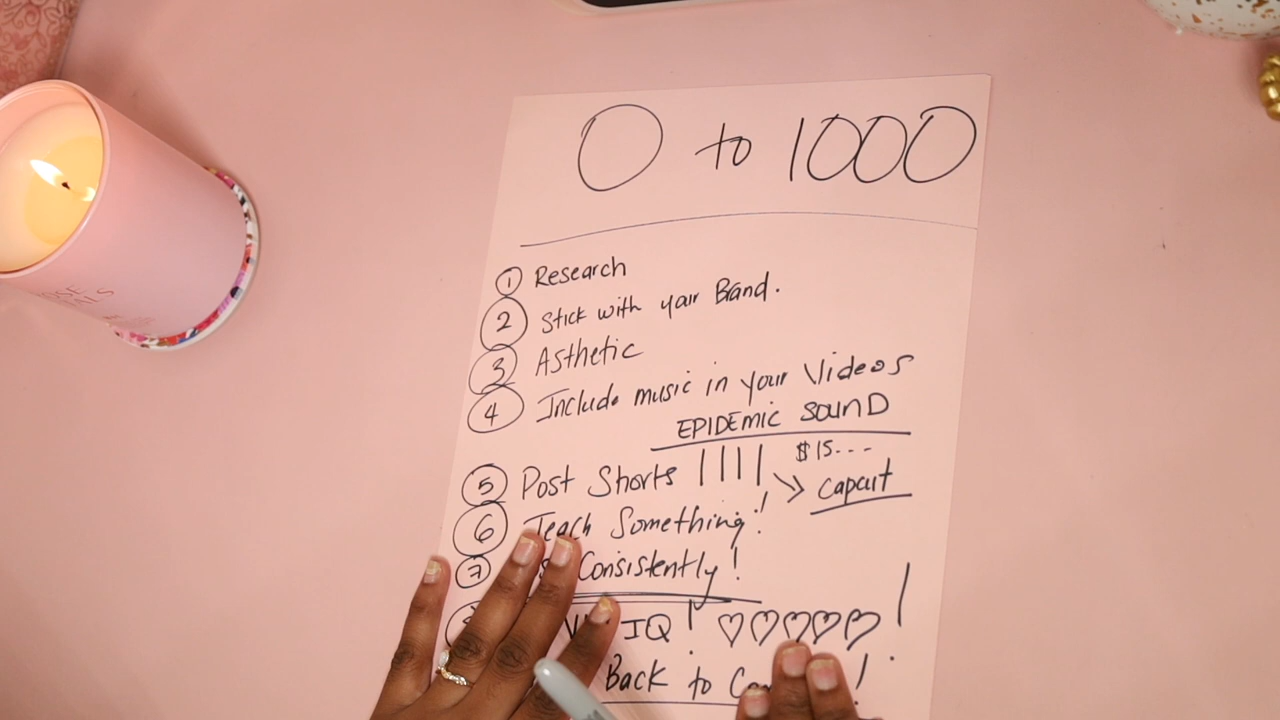 0 to 1000
1 Research
2 Stick with your Brand.
3 Asthetic
4 Include music in your Videos
EPIDEMIC SOUND
$15---
5 Post Shorts ||||
capcut
6 Teach Something!
7 Consistently!
IQ! ♡♡♡♡♡!
Back to !